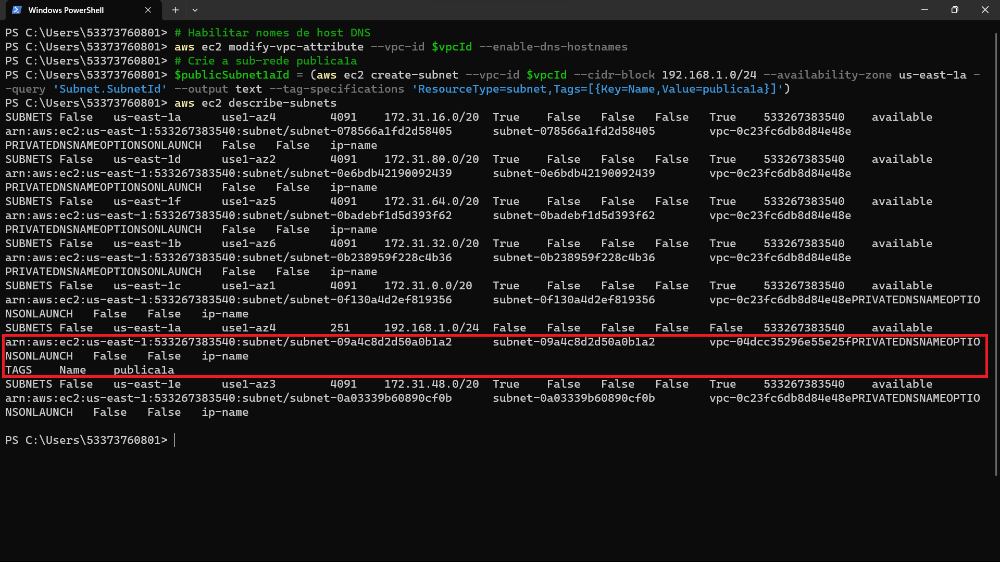 Windows PowerShell
PS C:\Users\53373760801> # Habilitar nomes de host DNS
PS C:\Users\53373760801> aws ec2 modify-vpc-attribute --vpc-id $vpcId --enable-dns-hostnames
PS C:\Users\53373760801> # Crie a sub-rede publica1a
PS C:\Users\53373760801> $publicSubnet1aId = (aws ec2 create-subnet --vpc-id $vpcId --cidr-block 192.168.1.0/24 --availability-zone us-east-1a -
-query 'Subnet.SubnetId' --output text --tag-specifications 'ResourceType=subnet,Tags=[{Key=Name,Value=publica1a}]')
PS C:\Users\53373760801> aws ec2 describe-subnets
SUBNETS False us-east-1a use1-az4 4091 172.31.16.0/20 True False False False True 533267383540 available
arn:aws:ec2:us-east-1:533267383540:subnet/subnet-078566a1fd2d58405 subnet-078566a1fd2d58405 vpc-0c23fc6db8d84e48e
PRIVATEDNSNAMEOPTIONSONLAUNCH False False ip-name
SUBNETS False us-east-1d use1-az2 4091 172.31.80.0/20 True False False False True 533267383540 available
arn:aws:ec2:us-east-1:533267383540:subnet/subnet-0e6bdb42190092439 subnet-0e6bdb42190092439 vpc-0c23fc6db8d84e48e
PRIVATEDNSNAMEOPTIONSONLAUNCH False False ip-name
SUBNETS False us-east-1f use1-az5 4091 172.31.64.0/20 True False False False True 533267383540 available
arn:aws:ec2:us-east-1:533267383540:subnet/subnet-0badebf1d5d393f62 subnet-0badebf1d5d393f62 vpc-0c23fc6db8d84e48e
PRIVATEDNSNAMEOPTIONSONLAUNCH False False ip-name
SUBNETS False us-east-1b use1-az6 4091 172.31.32.0/20 True False False False True 533267383540 available
arn:aws:ec2:us-east-1:533267383540:subnet/subnet-0b238959f228c4b36 subnet-0b238959f228c4b36 vpc-0c23fc6db8d84e48e
PRIVATEDNSNAMEOPTIONSONLAUNCH False False ip-name
SUBNETS False us-east-1c use1-az1 4091 172.31.0.0/20 True False False False True 533267383540 available
arn:aws:ec2:us-east-1:533267383540:subnet/subnet-0f130a4d2ef819356 subnet-0f130a4d2ef819356 vpc-0c23fc6db8d84e48ePRIVATEDNSNAMEOPTIO
NSONLAUNCH False False ip-name
SUBNETS False us-east-1a use1-az4 251 192.168.1.0/24 False False False False False 533267383540 available
arn:aws:ec2:us-east-1:533267383540:subnet/subnet-09a4c8d2d50a0b1a2 subnet-09a4c8d2d50a0b1a2 vpc-04dcc35296e55e25fPRIVATEDNSNAMEOPTIO
NSONLAUNCH False False ip-name
TAGS Name publica1a
SUBNETS False us-east-1e use1-az3 4091 172.31.48.0/20 True False False False True 533267383540 available
arn:aws:ec2:us-east-1:533267383540:subnet/subnet-0a03339b60890cf0b subnet-0a03339b60890cf0b vpc-0c23fc6db8d84e48ePRIVATEDNSNAMEOPTIO
NSONLAUNCH False False ip-name
PS C:\Users\53373760801>